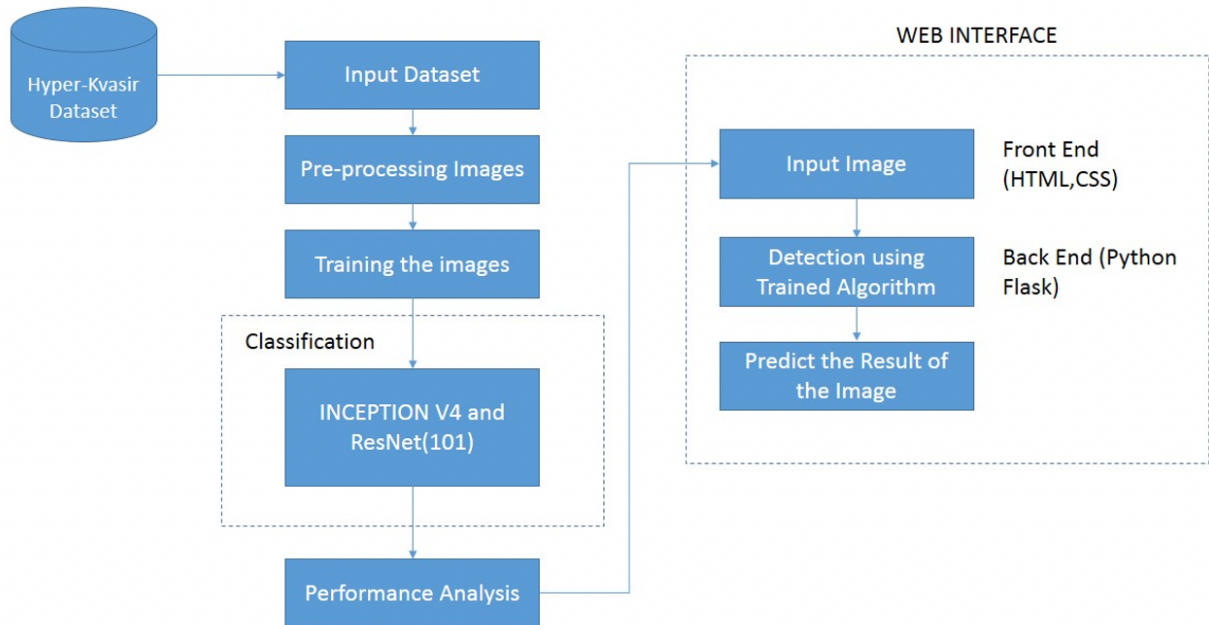 Hyper-Kvasir
Dataset
Input Dataset
Pre-processing Images
Training the images
Classification
INCEPTION V4 and
ResNet(101)
Performance Analysis
WEB INTERFACE
Input Image
Front End
(HTML,CSS)
Detection using
Trained Algorithm
Back End (Python
Flask)
Predict the Result of
the Image